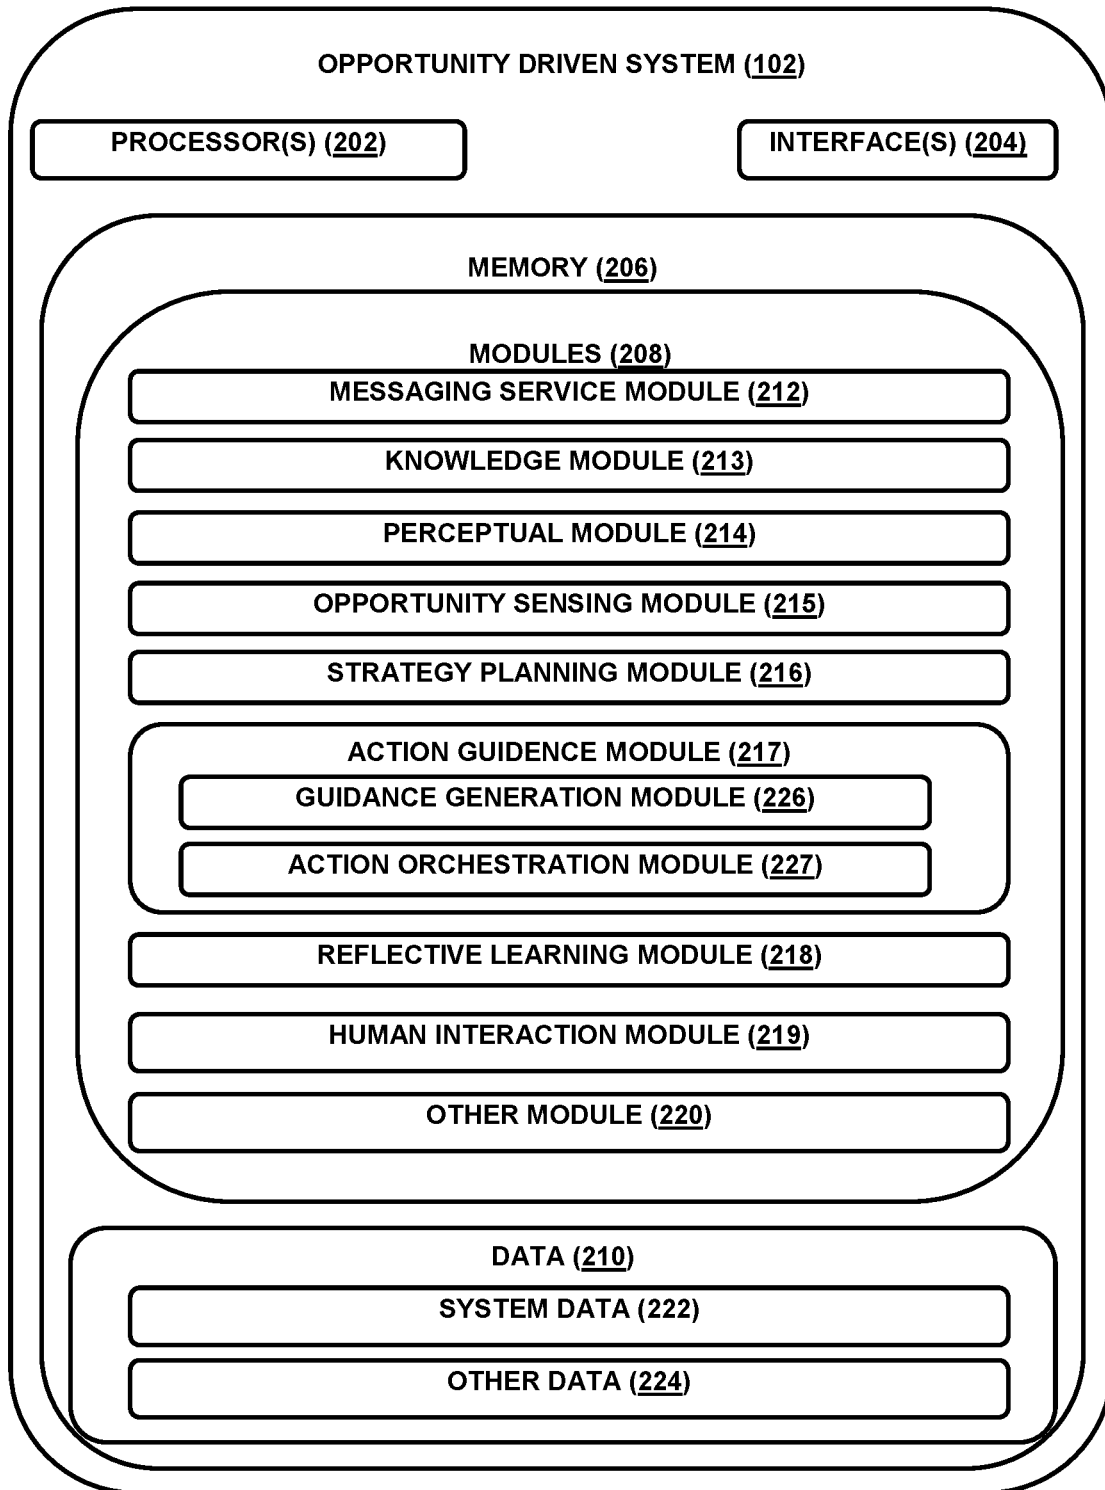 OPPORTUNITY DRIVEN SYSTEM (102)
PROCESSOR(S) (202)
INTERFACE(S) (204)
MEMORY (206)
MODULES (208)
MESSAGING SERVICE MODULE (212)
KNOWLEDGE MODULE (213)
PERCEPTUAL MODULE (214)
OPPORTUNITY SENSING MODULE (215)
STRATEGY PLANNING MODULE (216)
ACTION GUIDENCE MODULE (217)
GUIDANCE GENERATION MODULE (226)
ACTION ORCHESTRATION MODULE (227)
REFLECTIVE LEARNING MODULE (218)
HUMAN INTERACTION MODULE (219)
OTHER MODULE (220)
DATA (210)
SYSTEM DATA (222)
OTHER DATA (224)